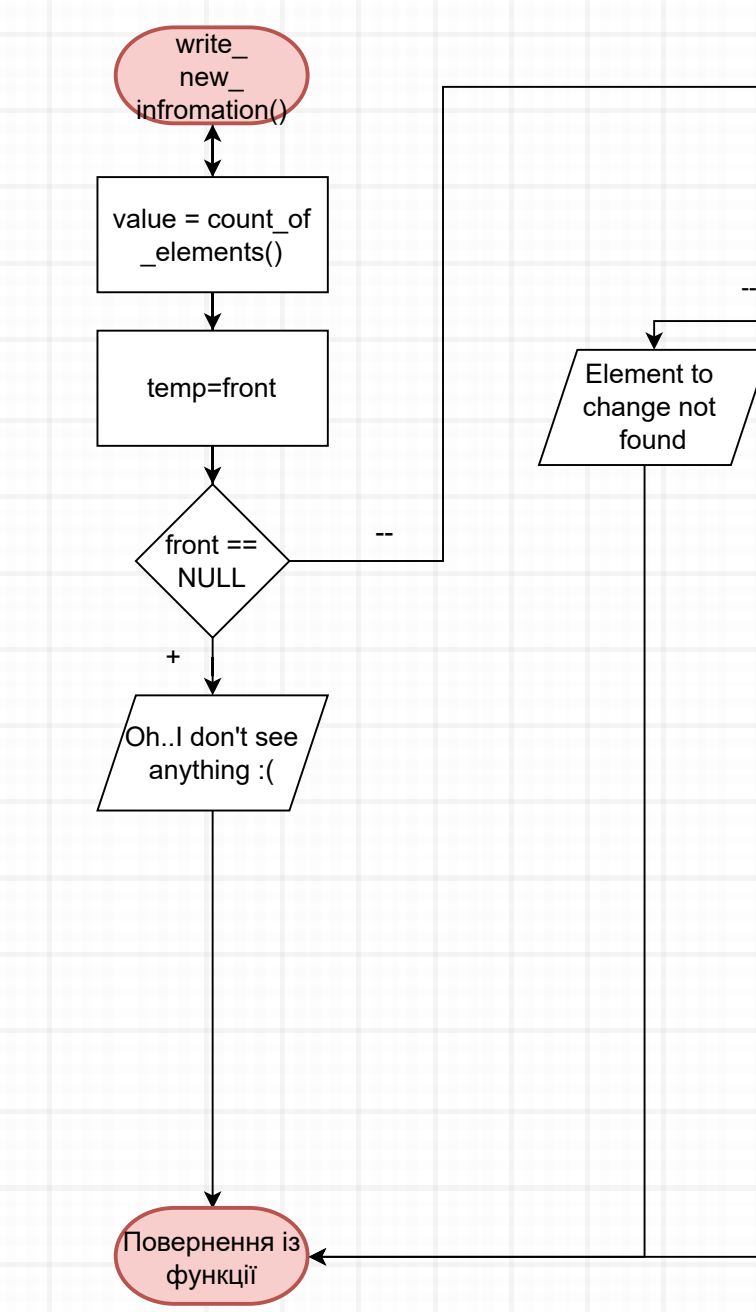 write_
new_
infromation()
value = count_of
_elements()
temp=front
front ==
NULL
--
+
Oh..I don't see
anything :(
--
Element to
change not
found
Повернення із
функції